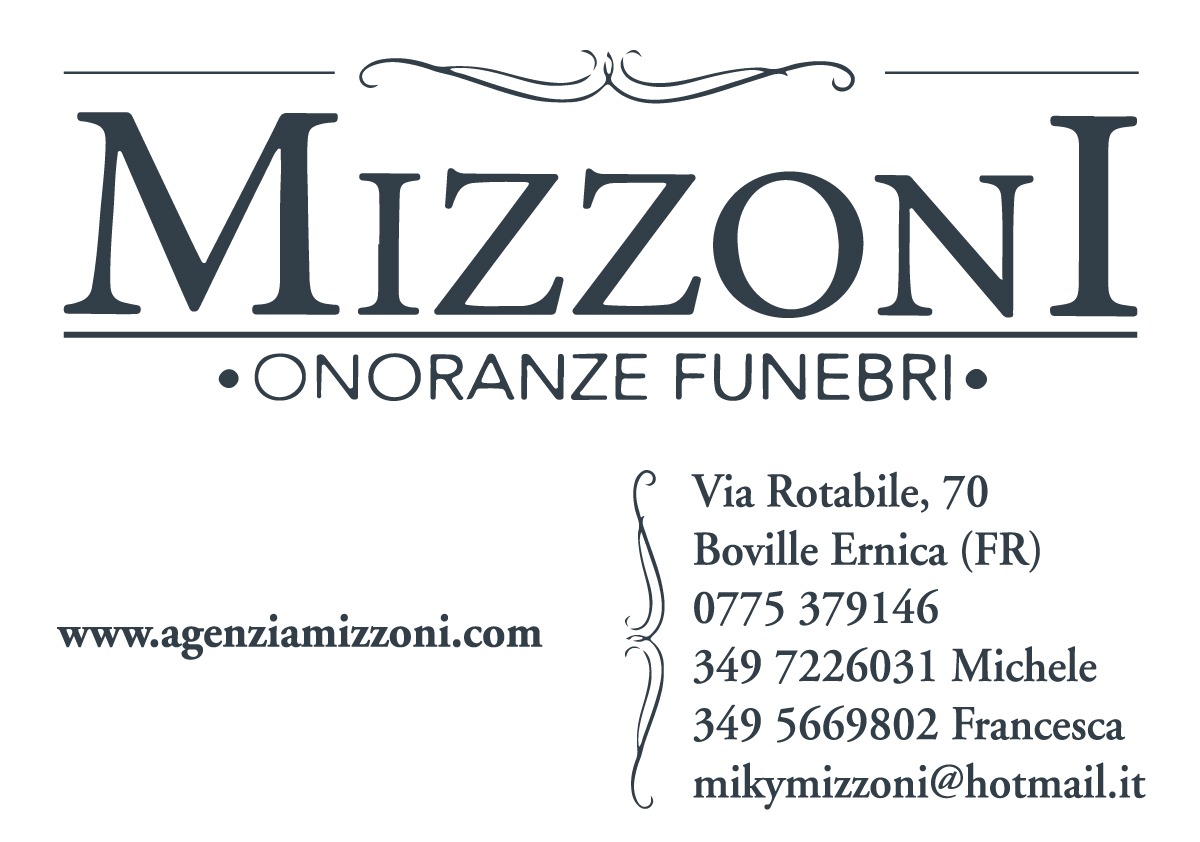 MIZZONI
•ONORANZE FUNEBRI•
www.agenziamizzoni.com
Via Rotabile, 70
Boville Ernica (FR)
0775 379146
349 7226031 Michele
349 5669802 Francesca
mikymizzoni@hotmail.it